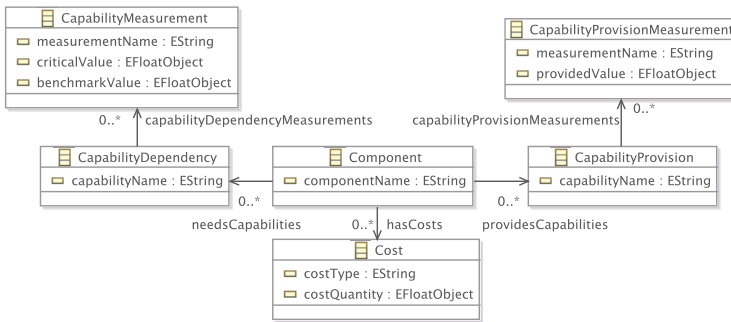 CapabilityMeasurement
measurementName : EString
criticalValue : EFloatObject
benchmarkValue : EFloatObject
CapabilityProvisionMeasurement
measurementName : EString
providedValue : EFloatObject
0..* capabilityDependencyMeasurements
capabilityProvisionMeasurements 0..*
CapabilityDependency
capabilityName : EString
Component
componentName : EString
CapabilityProvision
capabilityName : EString
0..*
needsCapabilities
0..* hasCosts
0..*
providesCapabilities
Cost
costType : EString
costQuantity : EFloatObject